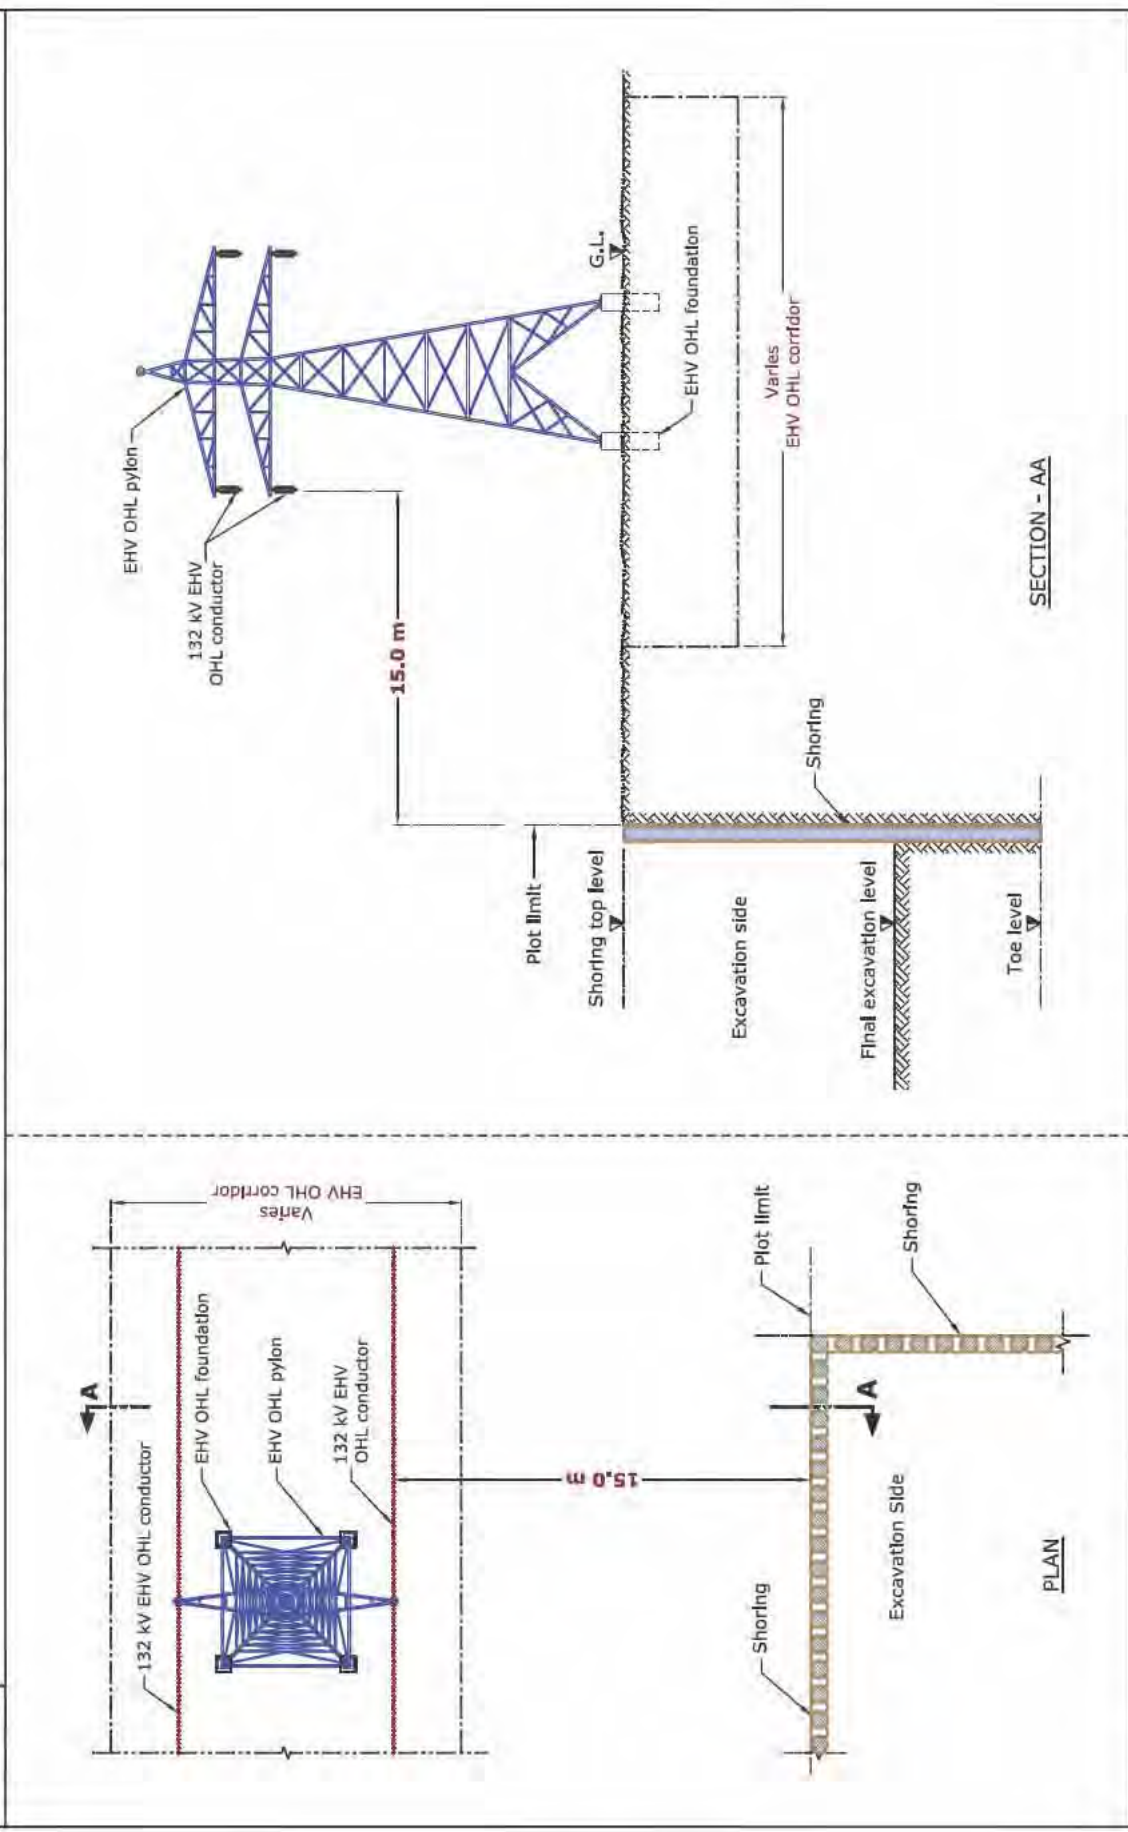 132 kV EHV OHL conductor
A
EHV OHL foundation
EHV OHL pylon
132 kV EHV
OHL conductor
Varies
EHV OHL corridor
15.0 m
Plot limit
Shoring
Shoring
A
Excavation Side
PLAN
EHV OHL pylon
132 kV EHV
OHL conductor
15.0 m
Plot limit
Shoring top level
G.L.
EHV OHL foundation
Varies
EHV OHL corridor
Excavation side
Shoring
Final excavation level
Toe level
SECTION - AA